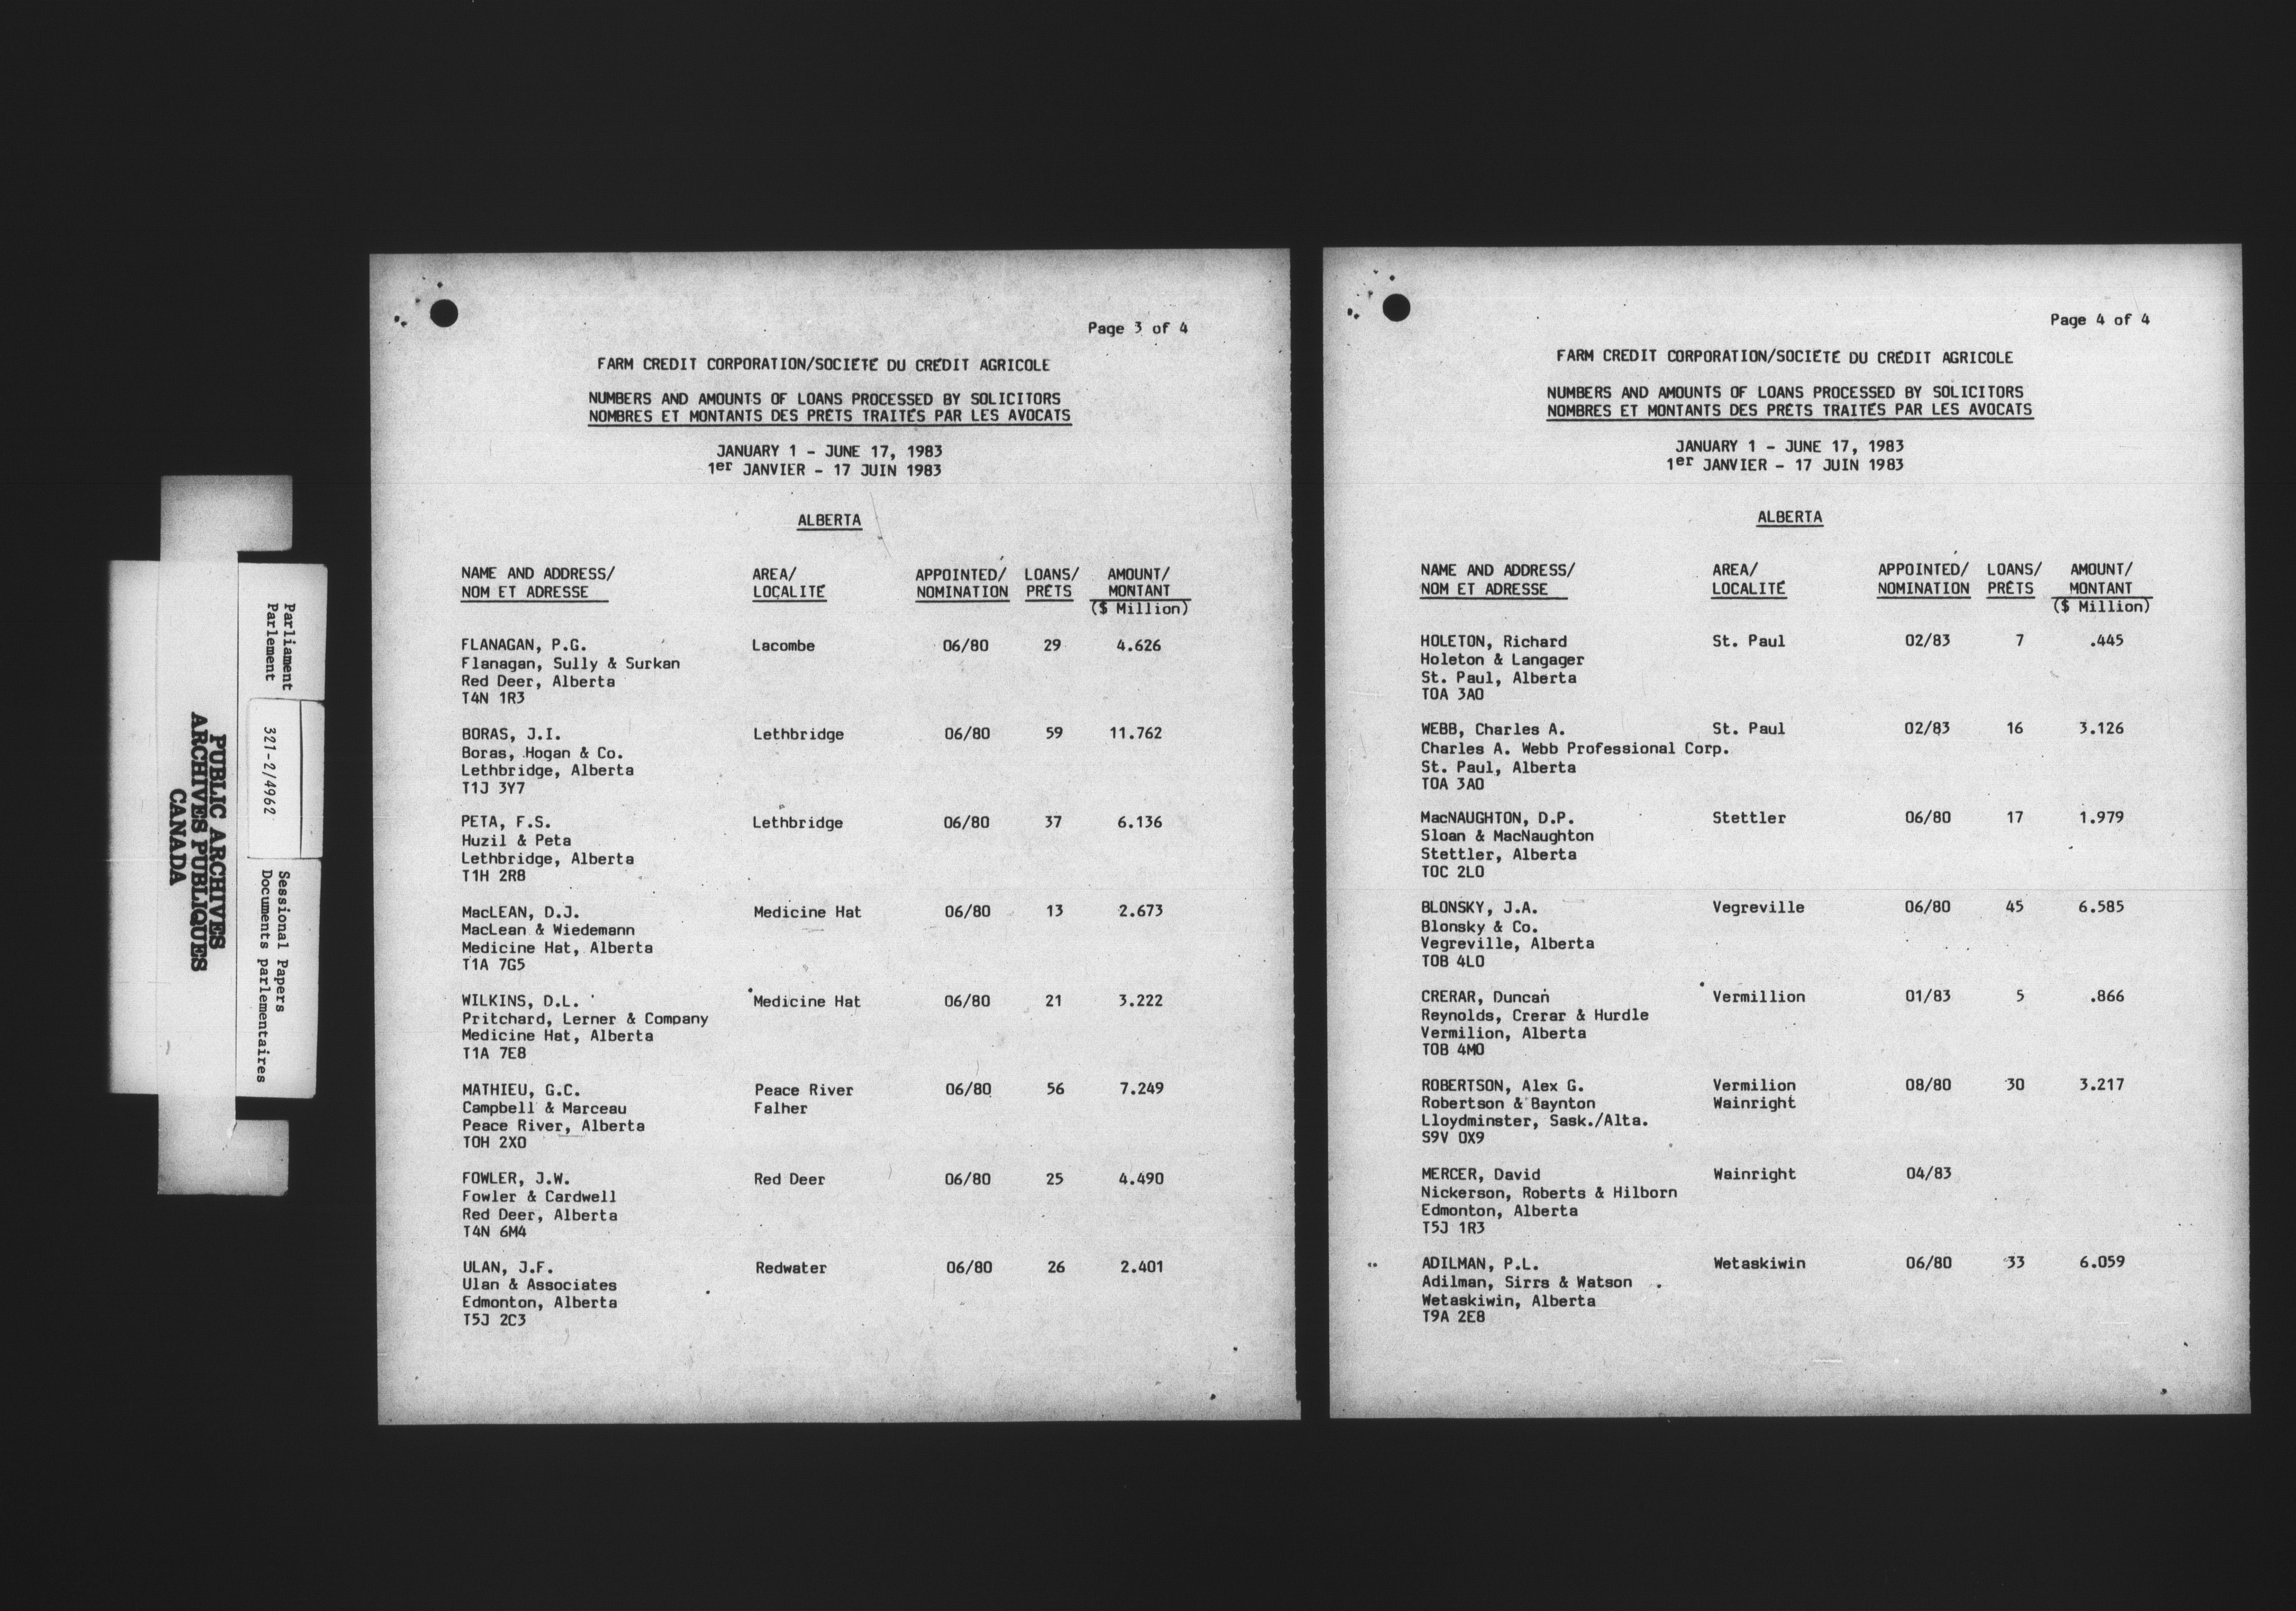 Parliament
Parlement
321-2/4962
Sessional Papers
Documents parlementaires
PUBLIC ARCHIVES
ARCHIVES PUBLIQUES
CANADA
Page 3 of 4
FARM CREDIT CORPORATION/SOCIÉTÉ DU CRÉDIT AGRICOLE
NUMBERS AND AMOUNTS OF LOANS PROCESSED BY SOLICITORS
NOMBRES ET MONTANTS DES PRÊTS TRAITÉS PAR LES AVOCATS
JANUARY 1 - JUNE 17, 1983
1er JANVIER - 17 JUIN 1983
ALBERTA
NAME AND ADDRESS/ AREA/ APPOINTED/ LOANS/ AMOUNT/
NOM ET ADRESSE LOCALITÉ NOMINATION PRÊTS MONTANT
($ Million)
FLANAGAN, P.G. Lacombe 06/80 29 4.626
Flanagan, Sully & Surkan
Red Deer, Alberta
T4N 1R3
BORAS, J.I. Lethbridge 06/80 59 11.762
Boras, Hogan & Co.
Lethbridge, Alberta
T1J 3Y7
PETA, F.S. Lethbridge 06/80 37 6.136
Huzil & Peta
Lethbridge, Alberta
T1H 2R8
MacLEAN, D.J. Medicine Hat 06/80 13 2.673
MacLean & Wiedemann
Medicine Hat, Alberta
T1A 7G5
WILKINS, D.L. Medicine Hat 06/80 21 3.222
Pritchard, Lerner & Company
Medicine Hat, Alberta
T1A 7E8
MATHIEU, G.C. Peace River 06/80 56 7.249
Campbell & Marceau Falher
Peace River, Alberta
TOH 2XO
FOWLER, J.W. Red Deer 06/80 25 4.490
Fowler & Cardwell
Red Deer, Alberta
T4N 6M4
ULAN, J.F. Redwater 06/80 26 2.401
Ulan & Associates
Edmonton, Alberta
T5J 2C3
Page 4 of 4
FARM CREDIT CORPORATION/SOCIÉTÉ DU CRÉDIT AGRICOLE
NUMBERS AND AMOUNTS OF LOANS PROCESSED BY SOLICITORS
NOMBRES ET MONTANTS DES PRÊTS TRAITÉS PAR LES AVOCATS
JANUARY 1 - JUNE 17, 1983
1er JANVIER - 17 JUIN 1983
ALBERTA
NAME AND ADDRESS/ AREA/ APPOINTED/ LOANS/ AMOUNT/
NOM ET ADRESSE LOCALITÉ NOMINATION PRÊTS MONTANT
($ Million)
HOLETON, Richard St. Paul 02/83 7 .445
Holeton & Langager
St. Paul, Alberta
TOA 3AO
WEBB, Charles A. St. Paul 02/83 16 3.126
Charles A. Webb Professional Corp.
St. Paul, Alberta
TOA 3AO
MacNAUGHTON, D.P. Stettler 06/80 17 1.979
Sloan & MacNaughton
Stettler, Alberta
TOC 2LO
BLONSKY, J.A. Vegreville 06/80 45 6.585
Blonsky & Co.
Vegreville, Alberta
TOB 4LO
CRERAR, Duncan Vermillion 01/83 5 .866
Reynolds, Crerar & Hurdle
Vermilion, Alberta
TOB 4MO
ROBERTSON, Alex G. Vermilion 08/80 30 3.217
Robertson & Baynton Wainright
Lloydminster, Sask./Alta.
S9V OX9
MERCER, David Wainright 04/83
Nickerson, Roberts & Hilborn
Edmonton, Alberta
T5J 1R3
ADILMAN, P.L. Wetaskiwin 06/80 33 6.059
Adilman, Sirrs & Watson
Wetaskiwin, Alberta
T9A 2E8